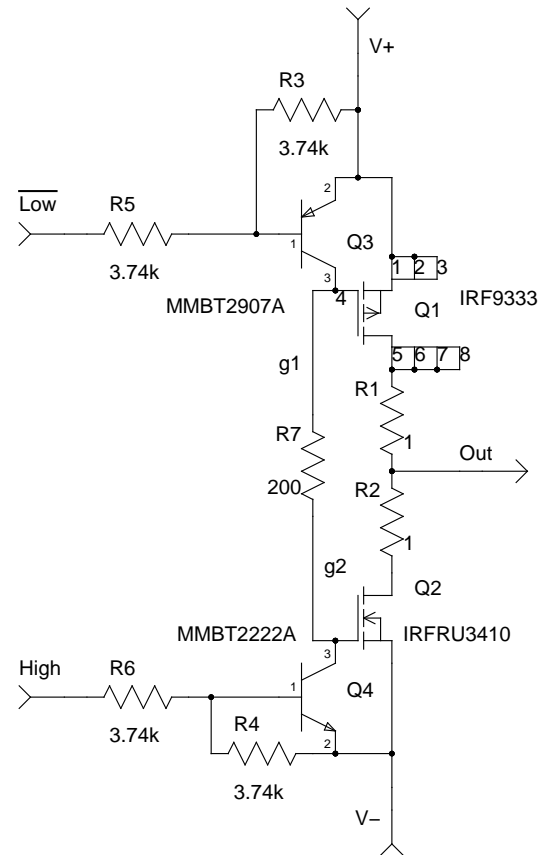 V+
R3
3.74k
Low
R5
3.74k
2
1
3
Q3
MMBT2907A
4
1 2 3
Q1
IRF9333
5 6 7 8
g1
R1
1
R7
200
Out
R2
1
g2
Q2
MMBT2222A
IRFRU3410
3
High
R6
3.74k
1
Q4
R4
2
3.74k
V−